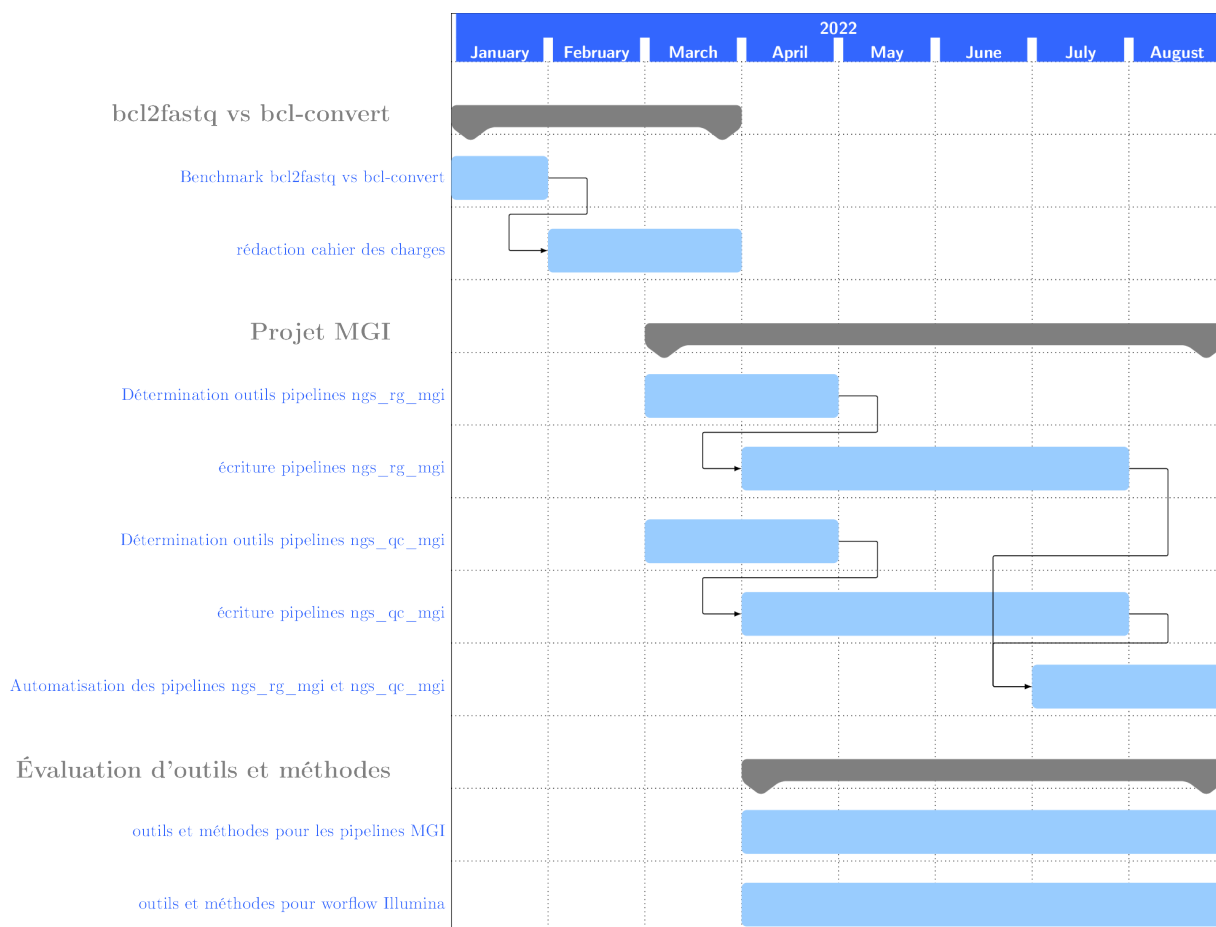 2022
January February March April May June July August
bcl2fastq vs bcl-convert
Benchmark bcl2fastq vs bcl-convert
rédaction cahier des charges
Projet MGI
Détermination outils pipelines ngs_rg_mgi
écriture pipelines ngs_rg_mgi
Détermination outils pipelines ngs_qc_mgi
écriture pipelines ngs_qc_mgi
Automatisation des pipelines ngs_rg_mgi et ngs_qc_mgi
Évaluation d'outils et méthodes
outils et méthodes pour les pipelines MGI
outils et méthodes pour worflow Illumina